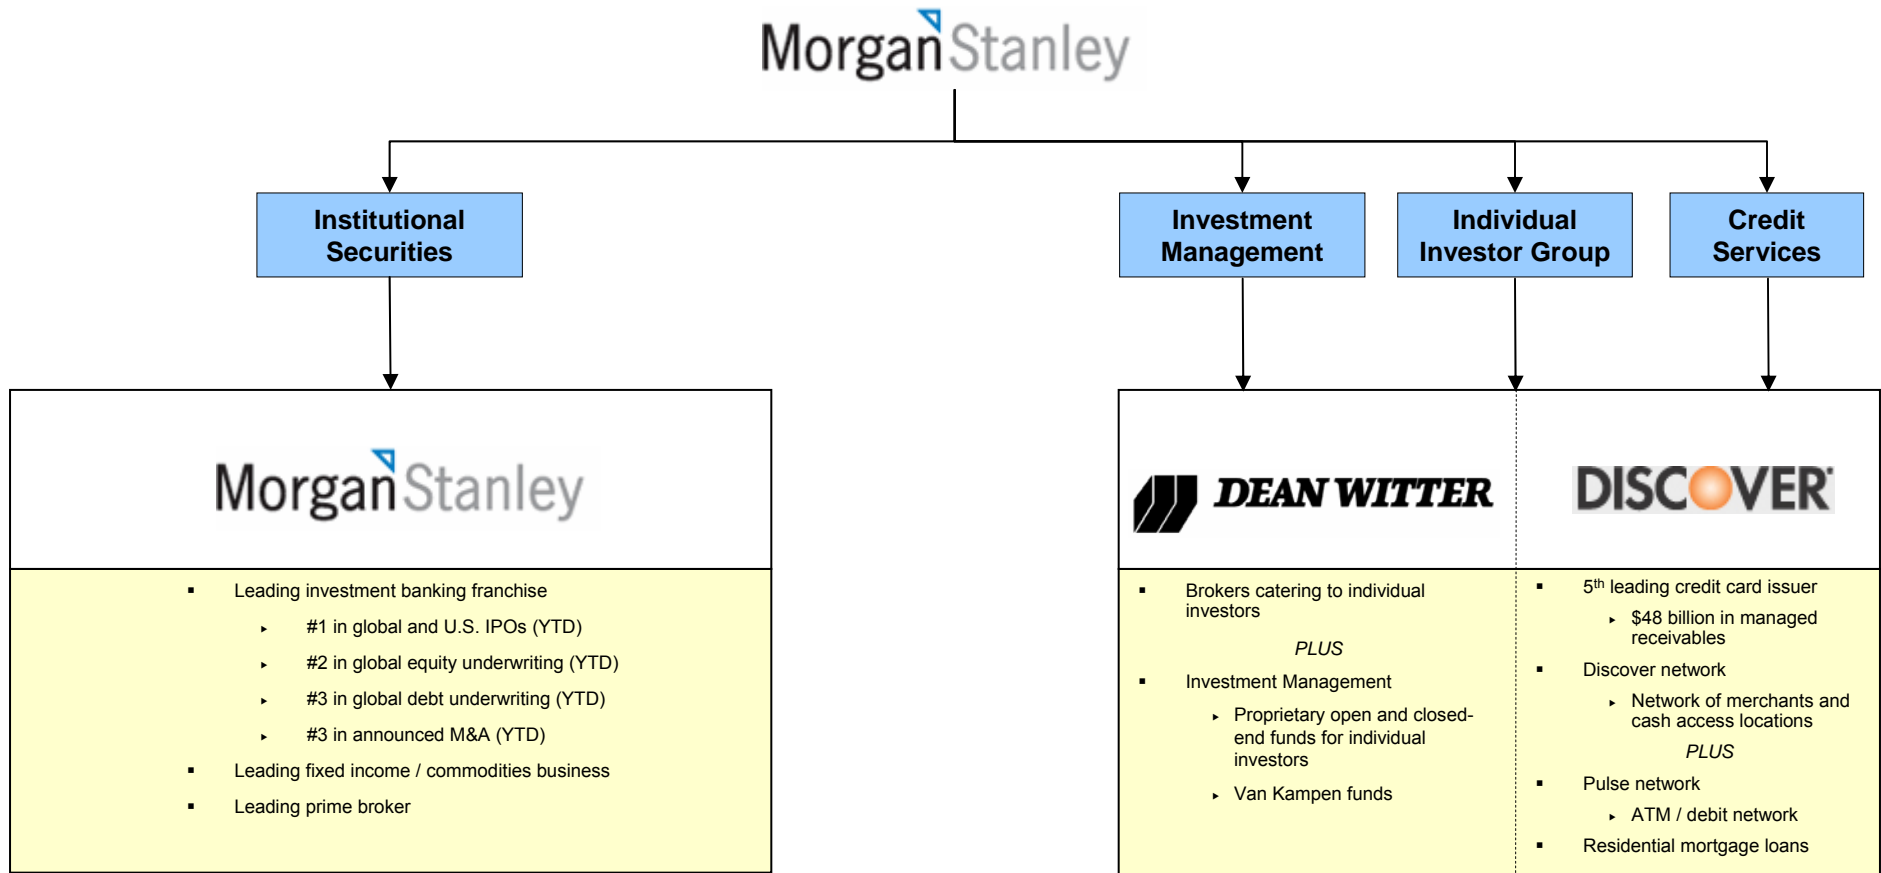 Morgan Stanley
Institutional
Securities
Investment
Management
Individual
Investor Group
Credit
Services
Morgan Stanley
▪ Leading investment banking franchise
► #1 in global and U.S. IPOs (YTD)
► #2 in global equity underwriting (YTD)
► #3 in global debt underwriting (YTD)
► #3 in announced M&A (YTD)
▪ Leading fixed income / commodities business
▪ Leading prime broker
DEAN WITTER
▪ Brokers catering to individual
investors
PLUS
▪ Investment Management
► Proprietary open and closed-
end funds for individual
investors
► Van Kampen funds
DISCOVER
▪ 5th leading credit card issuer
► $48 billion in managed
receivables
▪ Discover network
► Network of merchants and
cash access locations
PLUS
▪ Pulse network
► ATM / debit network
▪ Residential mortgage loans